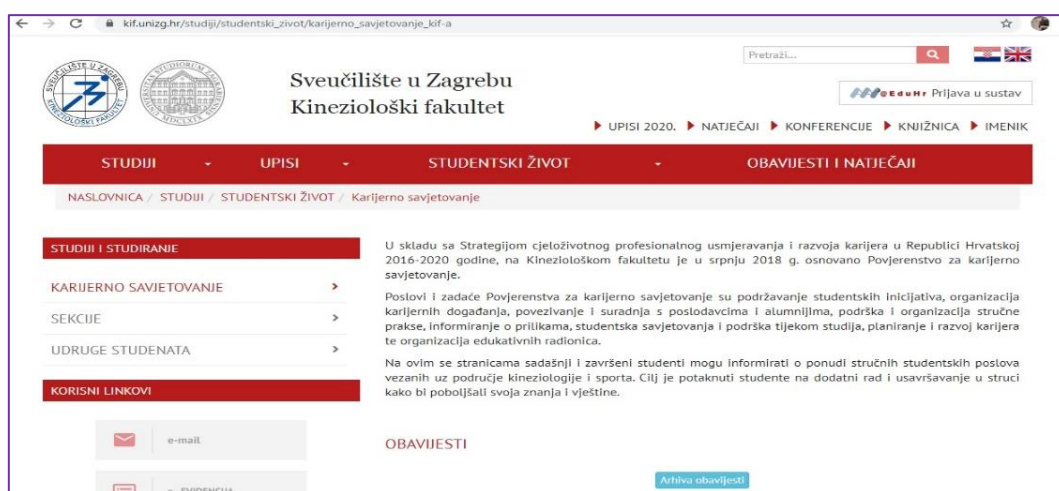 kif.unizg.hr/studiji/studentski_zivot/karijerno_savjetovanje_kif-a
Pretraži...
Sveučilište u Zagrebu
Kineziološki fakultet
@EduHr Prijava u sustav
UPISI 2020. NATJEČAJI KONFERENCIJE KNJIŽNICA IMENIK
STUDIJI UPISI STUDENTSKI ŽIVOT OBAVIJESTI I NATJEČAJI
NASLOVNICA / STUDIJI / STUDENTSKI ŽIVOT / Karijerno savjetovanje
STUDIJI I STUDIRANJE
KARIJERNO SAVJETOVANJE
SEKCIJE
UDRUGE STUDENATA
KORISNI LINKOVI
e-mail
U skladu sa Strategijom cjeloživotnog profesionalnog usmjeravanja i razvoja karijera u Republici Hrvatskoj
2016-2020 godine, na Kineziološkom fakultetu je u srpnju 2018 g. osnovano Povjerenstvo za karijerno
savjetovanje.
Poslovi i zadaće Povjerenstva za karijerno savjetovanje su podržavanje studentskih inicijativa, organizacija
karijernih događanja, povezivanje i suradnja s poslodavcima i alumnijima, podrška i organizacija stručne
prakse, informiranje o prilikama, studentska savjetovanja i podrška tijekom studija, planiranje i razvoj karijera
te organizacija edukativnih radionica.
Na ovim se stranicama sadašnji i završeni studenti mogu informirati o ponudi stručnih studentskih poslova
vezanih uz područje kineziologije i sporta. Cilj je potaknuti studente na dodatni rad i usavršavanje u struci
kako bi poboljšali svoja znanja i vještine.
OBAVIJESTI
Arhiva obavijesti